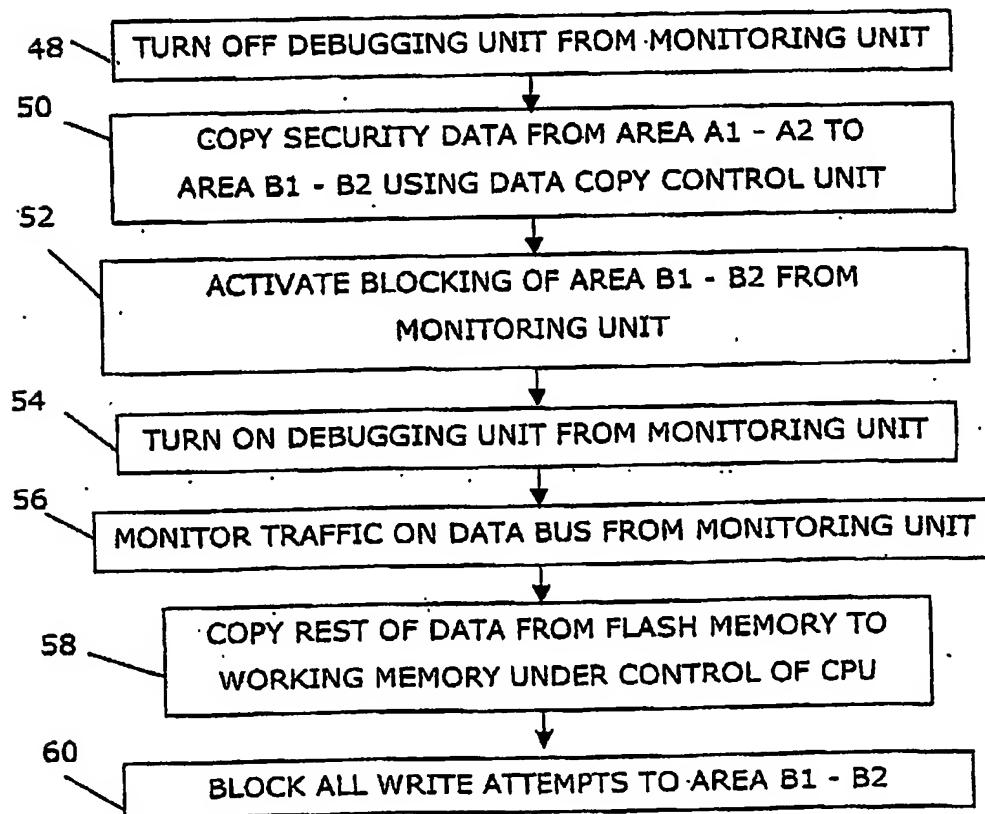 48
TURN OFF DEBUGGING UNIT FROM MONITORING UNIT
50
COPY SECURITY DATA FROM AREA A1 - A2 TO
AREA B1 - B2 USING DATA COPY CONTROL UNIT
52
ACTIVATE BLOCKING OF AREA B1 - B2 FROM
MONITORING UNIT
54
TURN ON DEBUGGING UNIT FROM MONITORING UNIT
56
MONITOR TRAFFIC ON DATA BUS FROM MONITORING UNIT
58
COPY REST OF DATA FROM FLASH MEMORY TO
WORKING MEMORY UNDER CONTROL OF CPU
60
BLOCK ALL WRITE ATTEMPTS TO AREA B1 - B2